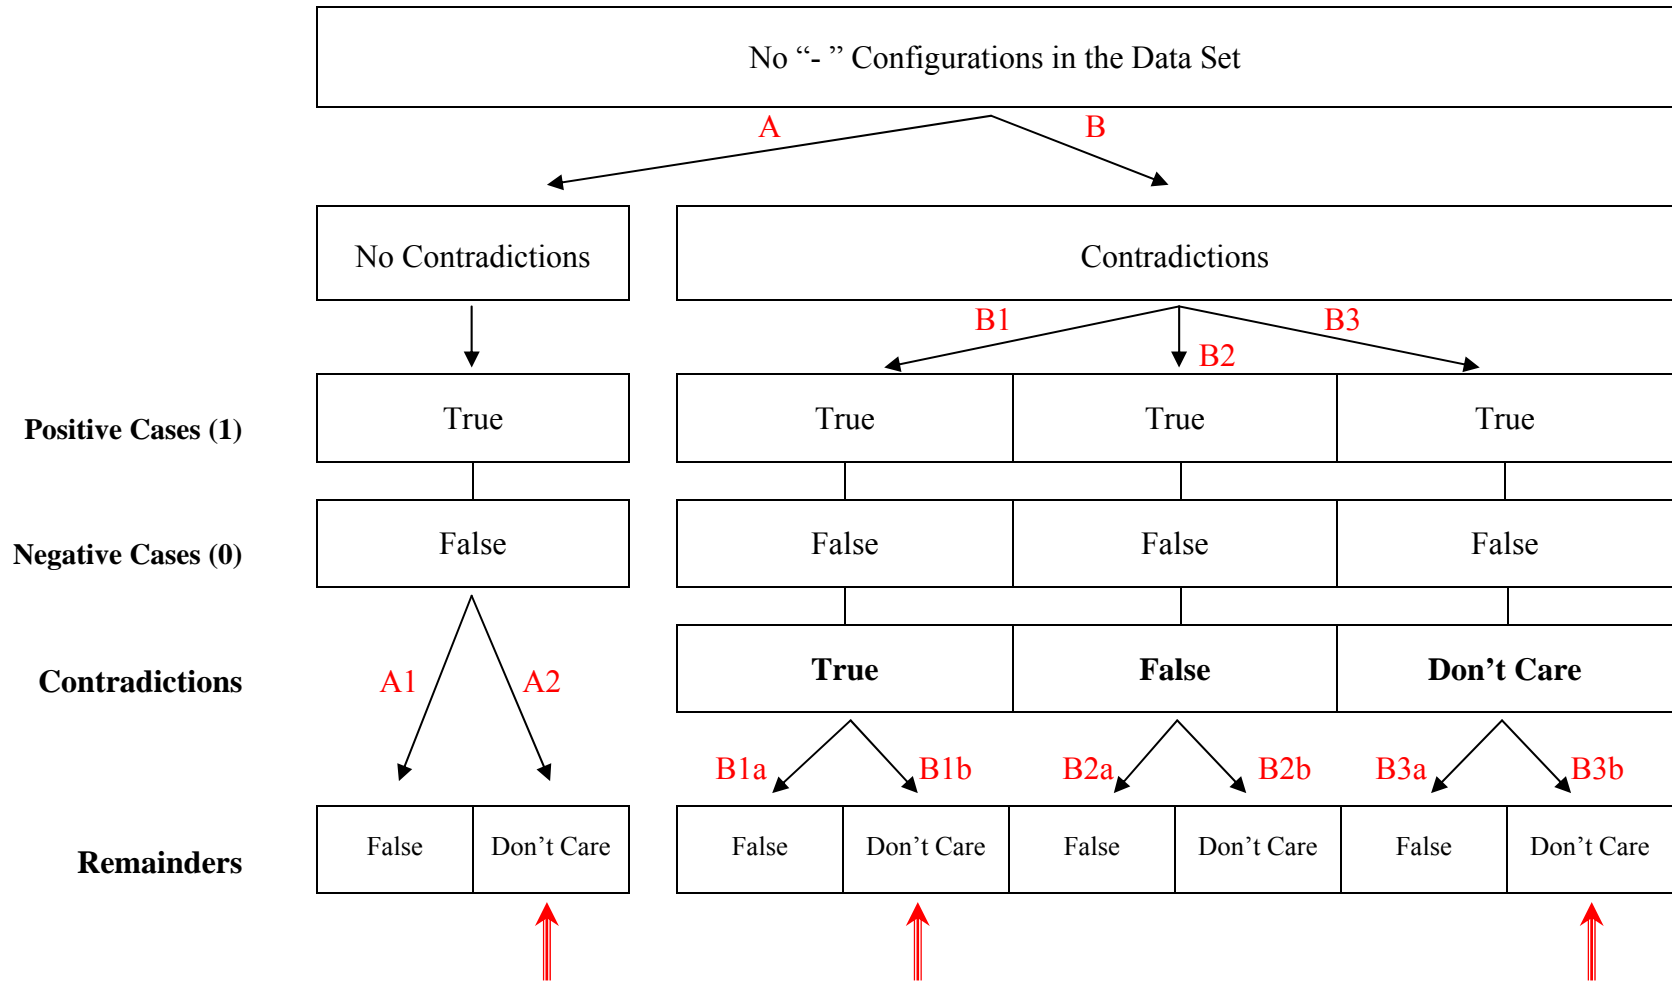 No “- ” Configurations in the Data Set
A B
No Contradictions Contradictions
B1 B2 B3
Positive Cases (1) True True True True
Negative Cases (0) False False False False
Contradictions True False Don’t Care
A1 A2 B1a B1b B2a B2b B3a B3b
Remainders False Don’t Care False Don’t Care False Don’t Care False Don’t Care